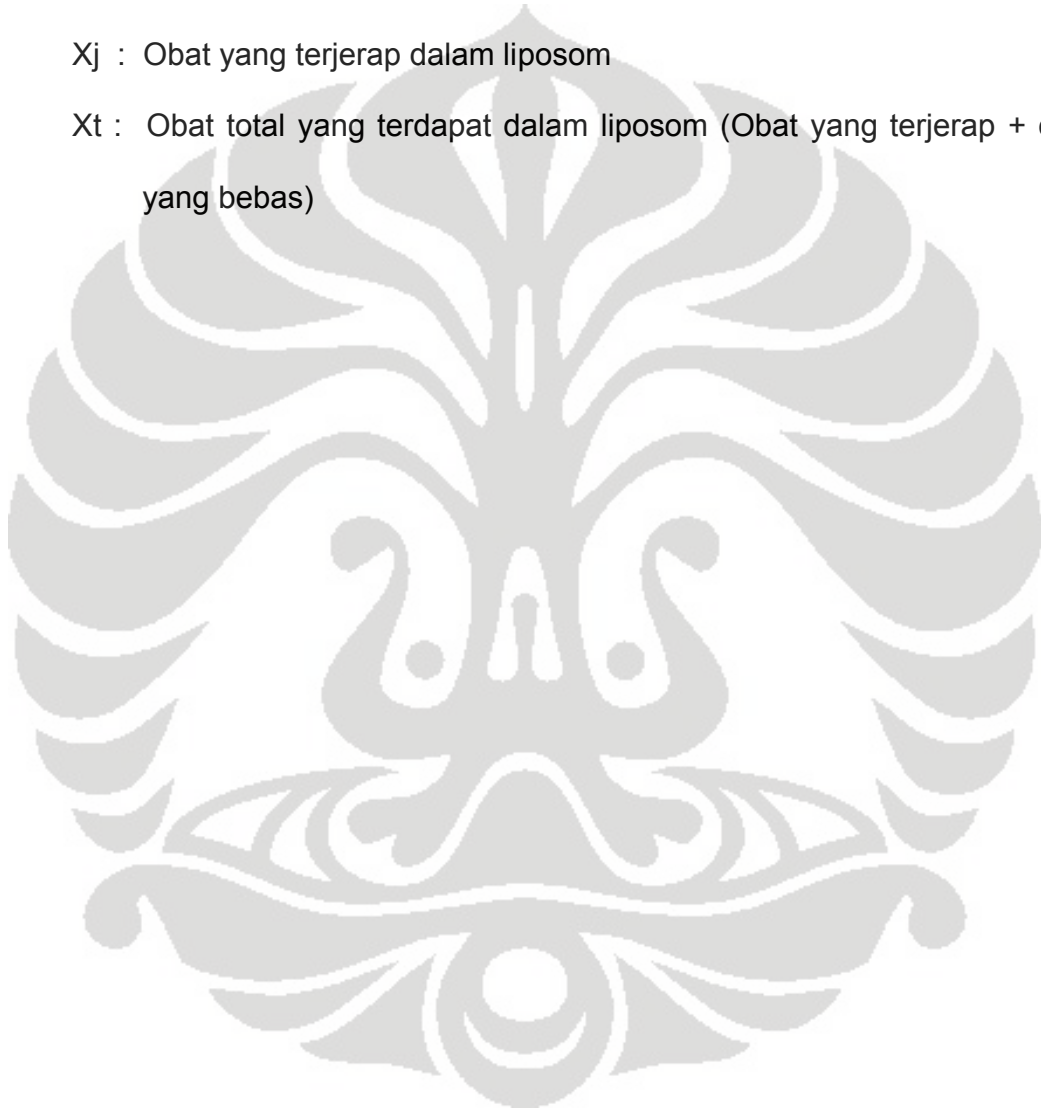 Xj : Obat yang terjerap dalam liposom
Xt : Obat total yang terdapat dalam liposom (Obat yang terjerap +
yang bebas)